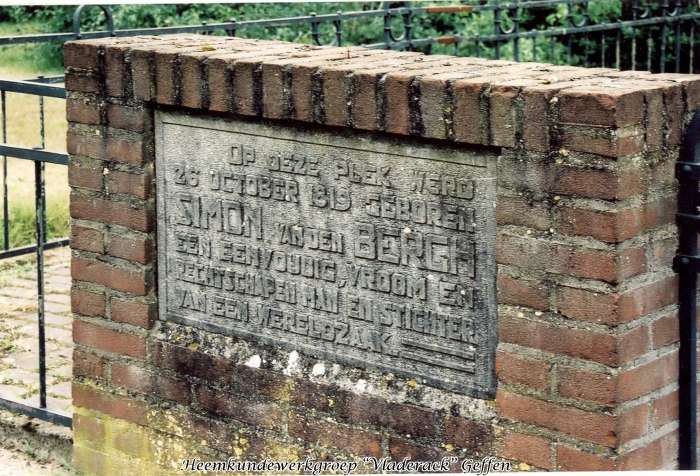 OP DEZE PLEK WERD
26 OCTOBER 1819 GEBOREN
SIMON VAN DEN BERGH
EEN EENVOUDIG, VROOM EN
RECHTSCHAPEN MAN EN STICHTER
VAN EEN WERELDZAAK.
Heemkundewerkgroep "Vladerack" Geffen